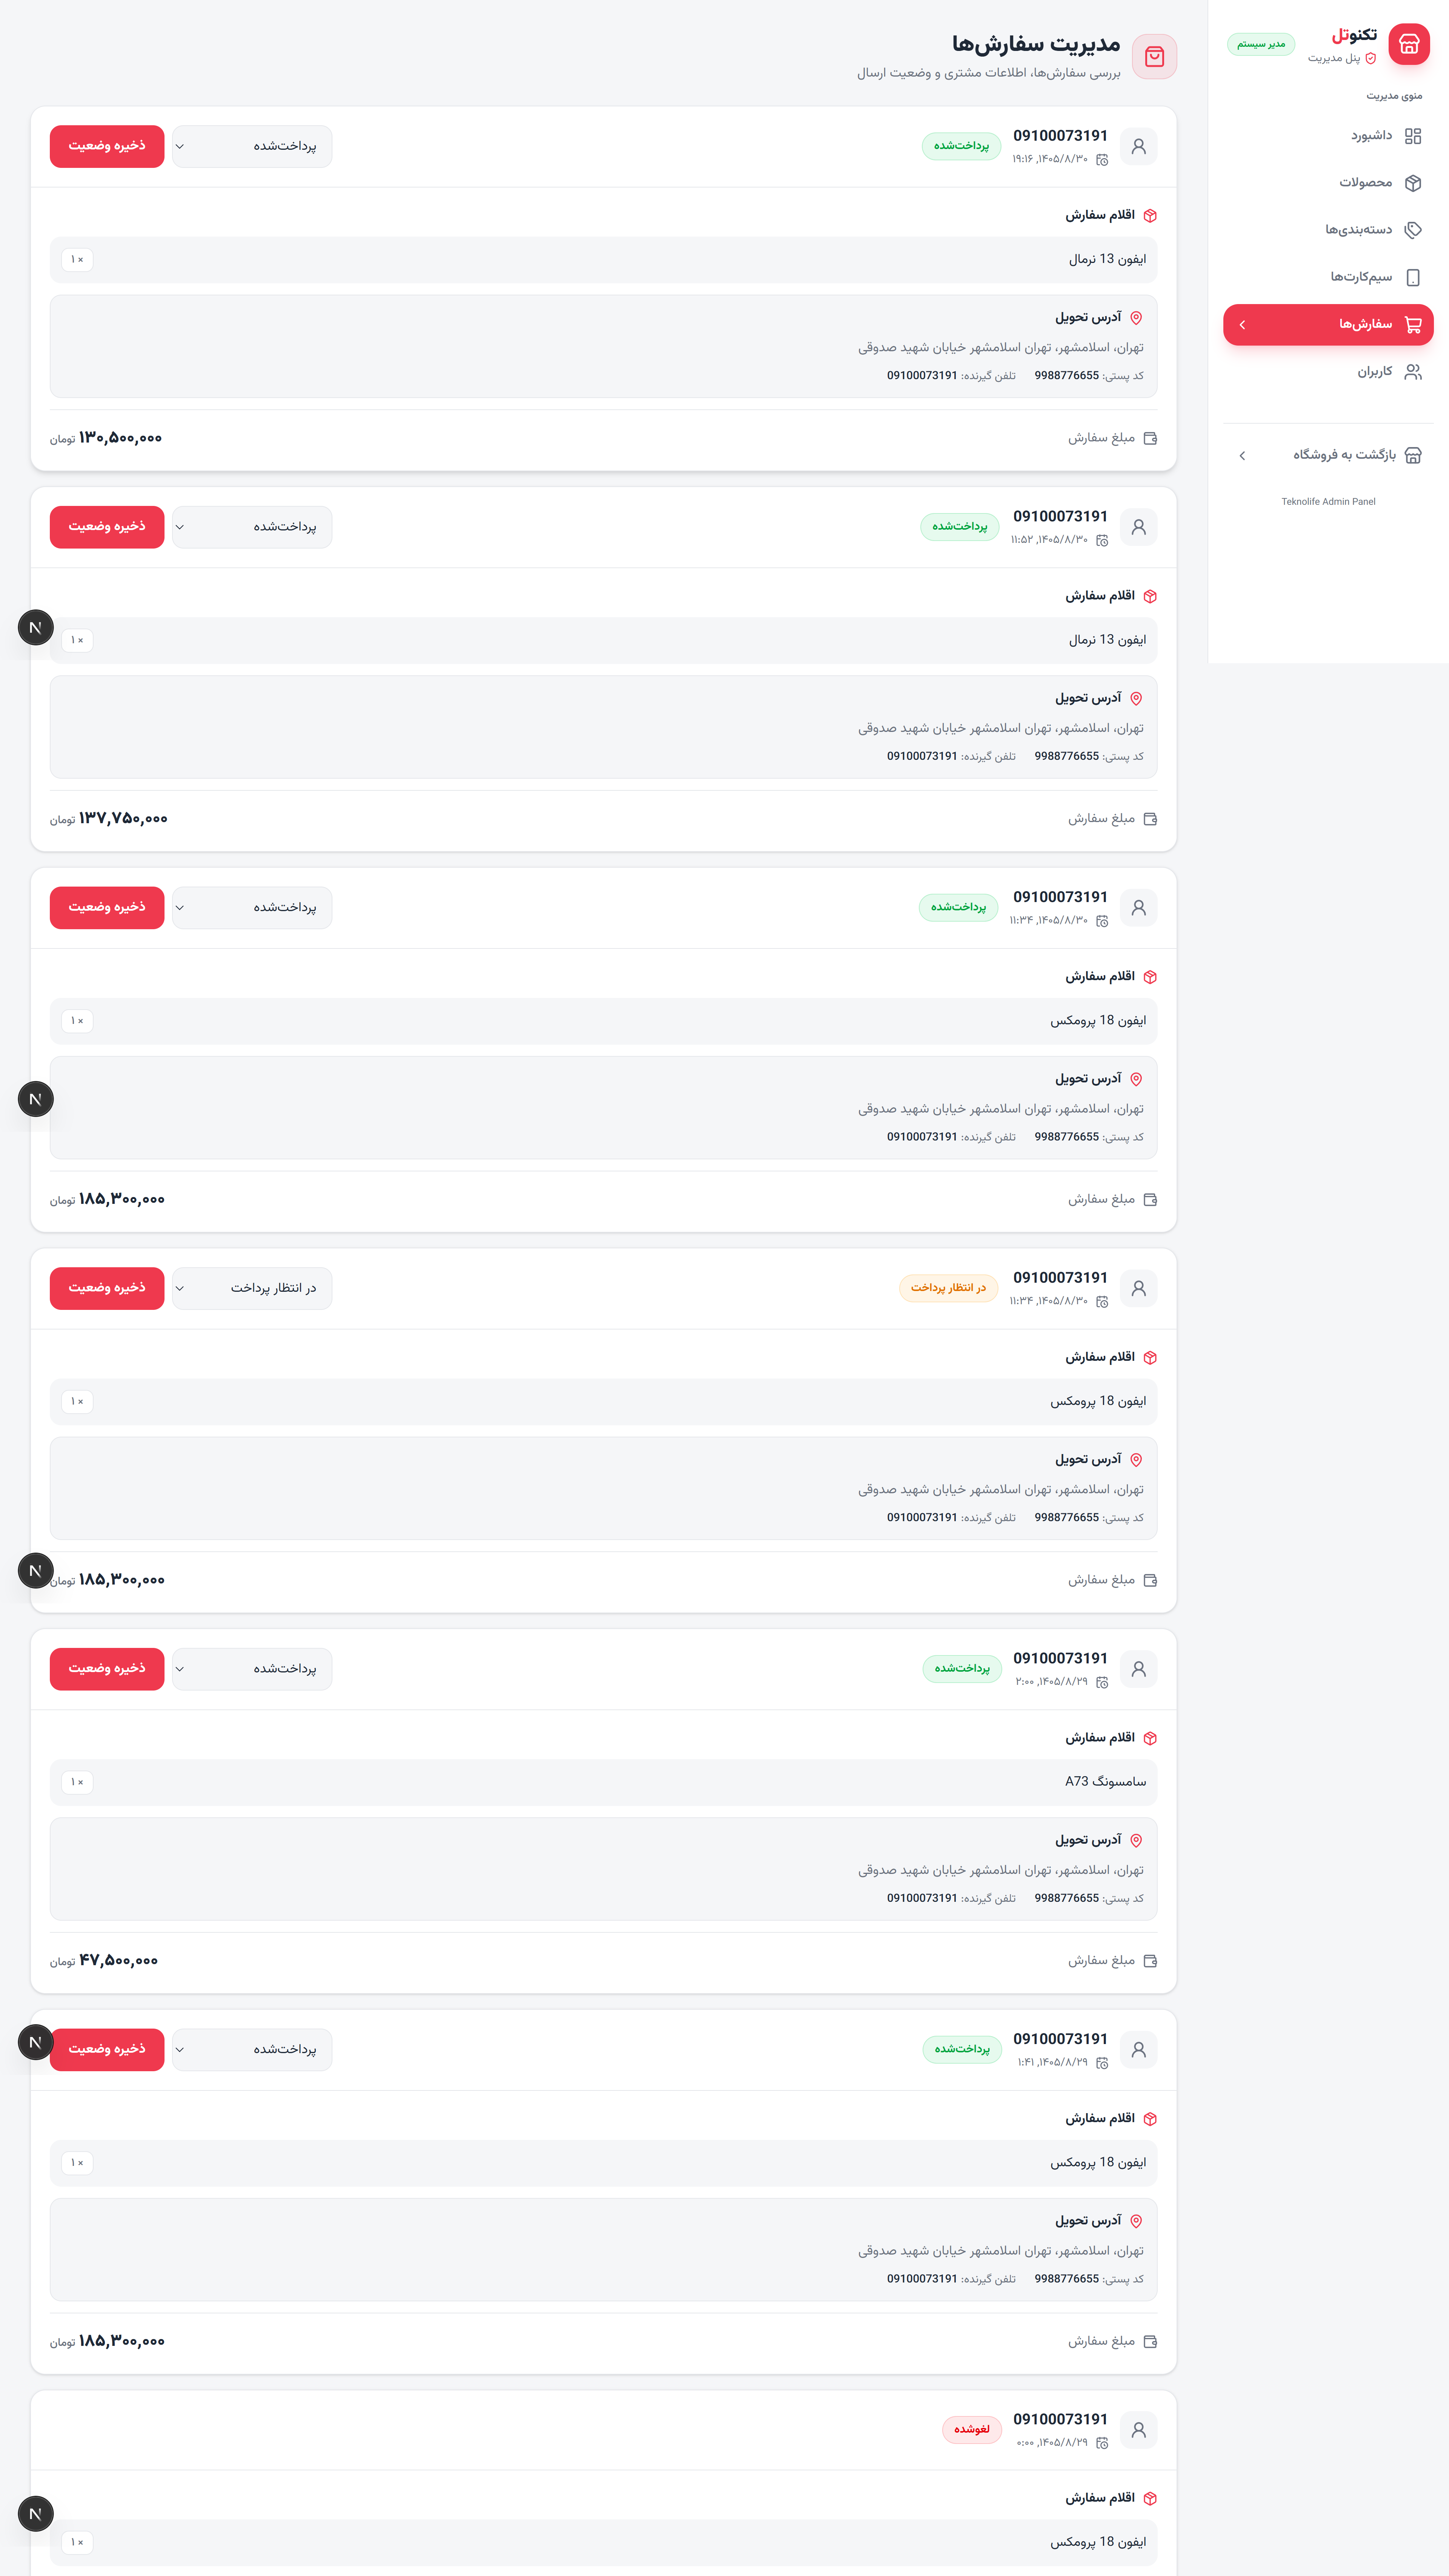 تکنوتل
پنل مدیریت
مدیر سیستم
منوی مدیریت
داشبورد
محصولات
دسته‌بندی‌ها
سیم‌کارت‌ها
سفارش‌ها
کاربران
بازگشت به فروشگاه
Teknolife Admin Panel
مدیریت سفارش‌ها
بررسی سفارش‌ها، اطلاعات مشتری و وضعیت ارسال
09100073191
۱۴۰۵/۸/۳۰, ۱۹:۱۶
پرداخت‌شده
پرداخت‌شده
ذخیره وضعیت
اقلام سفارش
ایفون 13 نرمال
× ۱
آدرس تحویل
تهران، اسلامشهر، تهران اسلامشهر خیابان شهید صدوقی
کد پستی: 9988776655 تلفن گیرنده: 09100073191
مبلغ سفارش
۱۳۰,۵۰۰,۰۰۰ تومان
09100073191
۱۴۰۵/۸/۳۰, ۱۱:۵۲
پرداخت‌شده
پرداخت‌شده
ذخیره وضعیت
اقلام سفارش
ایفون 13 نرمال
× ۱
آدرس تحویل
تهران، اسلامشهر، تهران اسلامشهر خیابان شهید صدوقی
کد پستی: 9988776655 تلفن گیرنده: 09100073191
مبلغ سفارش
۱۳۷,۷۵۰,۰۰۰ تومان
09100073191
۱۴۰۵/۸/۳۰, ۱۱:۳۴
پرداخت‌شده
پرداخت‌شده
ذخیره وضعیت
اقلام سفارش
ایفون 18 پرومکس
× ۱
آدرس تحویل
تهران، اسلامشهر، تهران اسلامشهر خیابان شهید صدوقی
کد پستی: 9988776655 تلفن گیرنده: 09100073191
مبلغ سفارش
۱۸۵,۳۰۰,۰۰۰ تومان
09100073191
۱۴۰۵/۸/۳۰, ۱۱:۳۴
در انتظار پرداخت
در انتظار پرداخت
ذخیره وضعیت
اقلام سفارش
ایفون 18 پرومکس
× ۱
آدرس تحویل
تهران، اسلامشهر، تهران اسلامشهر خیابان شهید صدوقی
کد پستی: 9988776655 تلفن گیرنده: 09100073191
مبلغ سفارش
۱۸۵,۳۰۰,۰۰۰ تومان
09100073191
۱۴۰۵/۸/۲۹, ۲:۰۰
پرداخت‌شده
پرداخت‌شده
ذخیره وضعیت
اقلام سفارش
سامسونگ A73
× ۱
آدرس تحویل
تهران، اسلامشهر، تهران اسلامشهر خیابان شهید صدوقی
کد پستی: 9988776655 تلفن گیرنده: 09100073191
مبلغ سفارش
۴۷,۵۰۰,۰۰۰ تومان
09100073191
۱۴۰۵/۸/۲۹, ۱:۴۱
پرداخت‌شده
پرداخت‌شده
ذخیره وضعیت
اقلام سفارش
ایفون 18 پرومکس
× ۱
آدرس تحویل
تهران، اسلامشهر، تهران اسلامشهر خیابان شهید صدوقی
کد پستی: 9988776655 تلفن گیرنده: 09100073191
مبلغ سفارش
۱۸۵,۳۰۰,۰۰۰ تومان
09100073191
۱۴۰۵/۸/۲۹, ۰:۰۰
لغوشده
اقلام سفارش
ایفون 18 پرومکس
× ۱